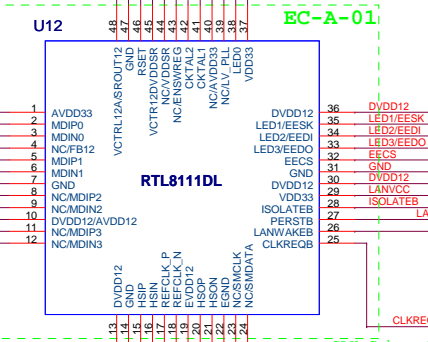 EC-A-01
U12
48 47 46 45 44 43 42 41 40 39 38 37
VCTRL12A/SROUT12
GND
RSET
VCTR12D/VDDSR
NC/VDDSR
NC/ENSWREG
CKTAL2
CKTAL1
NC/AVDD33
NC/LV_PLL
LED0
VDD33
1 AVDD33
2 MDIP0
3 MDIN0
4 NC/FB12
5 MDIP1
6 MDIN1
7 GND
8 NC/MDIP2
9 NC/MDIN2
10 DVDD12/AVDD12
11 NC/MDIP3
12 NC/MDIN3
RTL8111DL
DVDD12 36 DVDD12
LED1/EESK 35 LED1/EESK
LED2/EEDI 34 LED2/EEDI
LED3/EEDO 33 LED3/EEDO
EECS 32 EECS
GND 31 GND
DVDD12 30 DVDD12
VDD33 29 LANVCC
ISOLATEB 28 ISOLATEB
PERSTB 27 LA
LANWAKEB 26
CLKREQB 25
CLKREQ
DVDD12
GND
HSIP
HSIN
REFCLK_P
REFCLK_N
EVDD12
HSOP
HSON
EGND
NC/SMCLK
NC/SMDATA
13 14 15 16 17 18 19 20 21 22 23 24